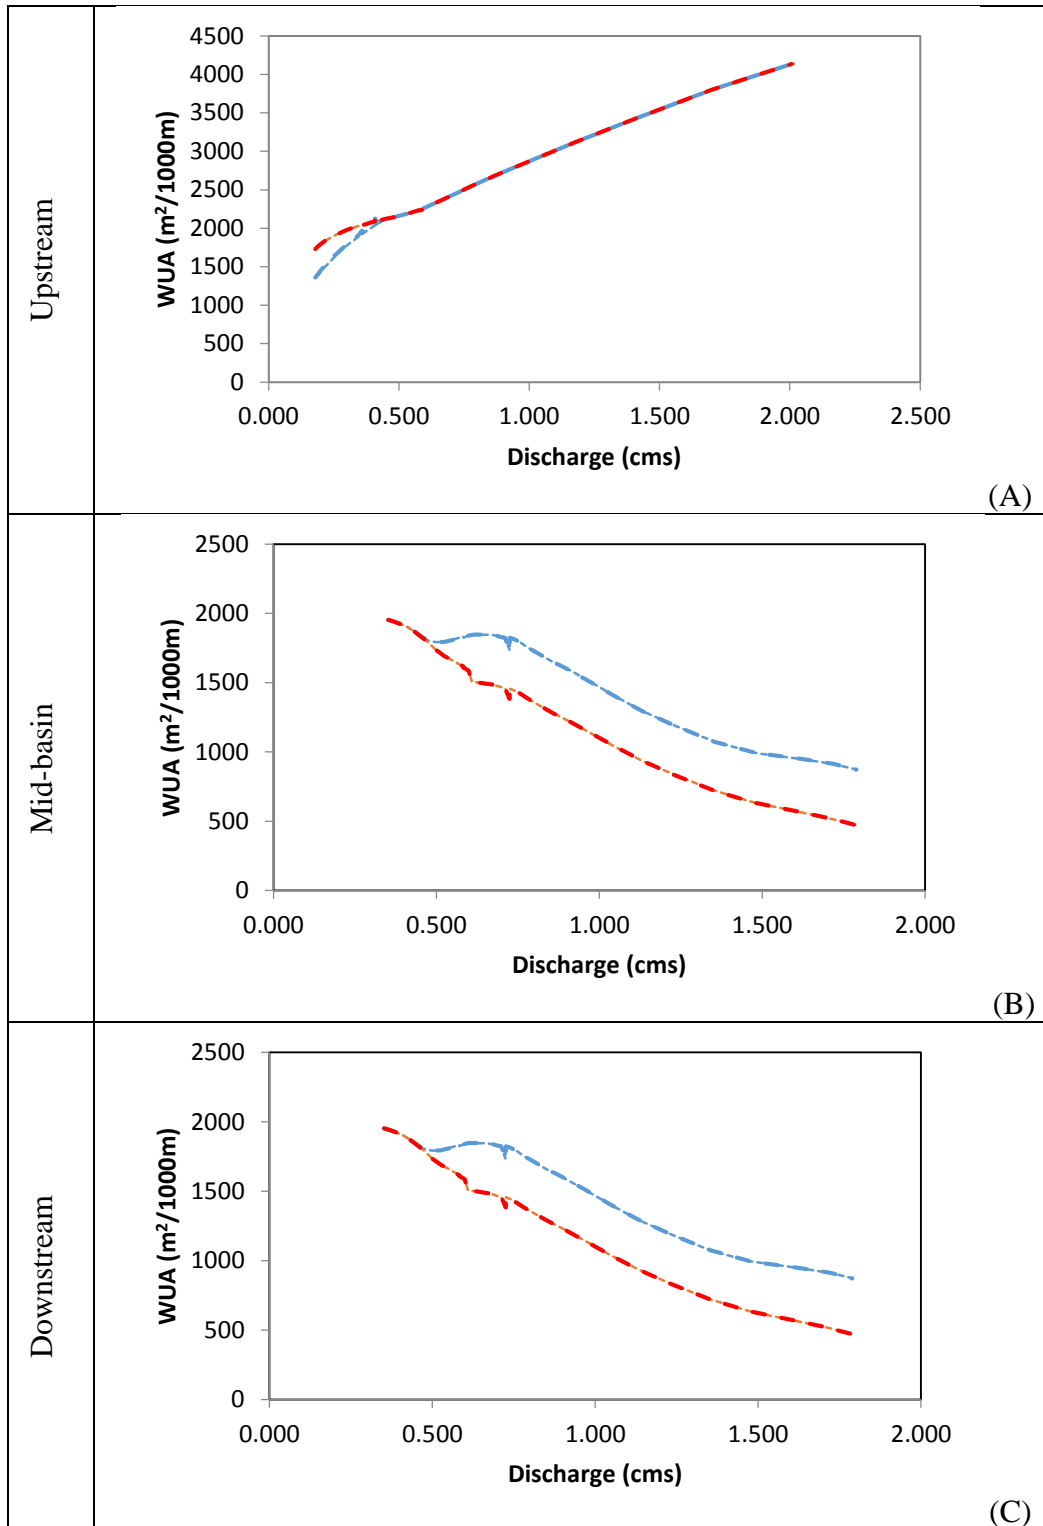 Upstream
WUA (m²/1000m)
4500
4000
3500
3000
2500
2000
1500
1000
500
0
0.000 0.500 1.000 1.500 2.000 2.500
Discharge (cms)
(A)
Mid-basin
WUA (m²/1000m)
2500
2000
1500
1000
500
0
0.000 0.500 1.000 1.500 2.000
Discharge (cms)
(B)
Downstream
WUA (m²/1000m)
2500
2000
1500
1000
500
0
0.000 0.500 1.000 1.500 2.000
Discharge (cms)
(C)